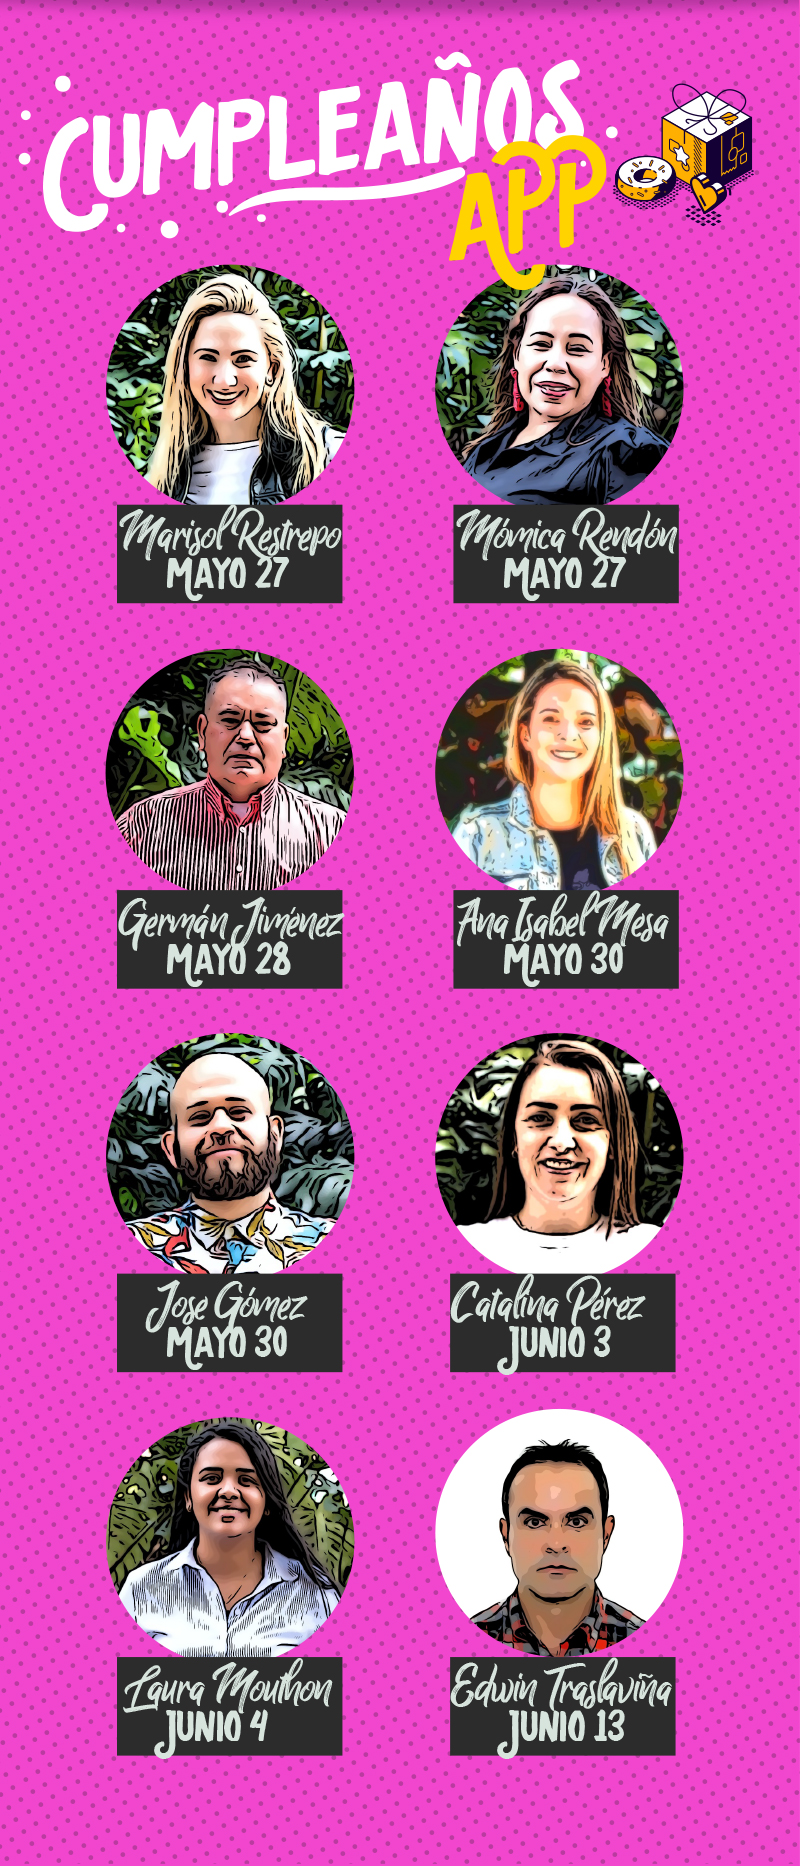 CUMPLEAÑOS
APP
Marisol Restrepo
MAYO 27
Mónica Rendón
MAYO 27
Germán Jiménez
MAYO 28
Ana Isabel Mesa
MAYO 30
Jose Gómez
MAYO 30
Catalina Pérez
JUNIO 3
Laura Mouthon
JUNIO 4
Edwin Traslaviña
JUNIO 13